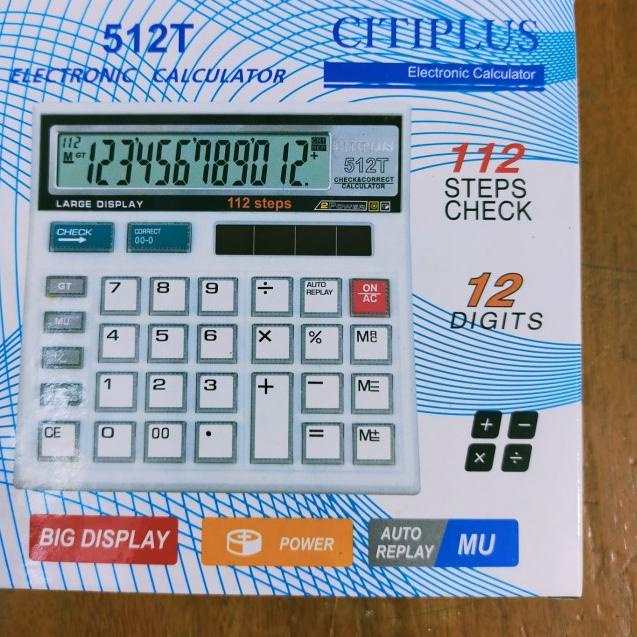 512T
ELECTRONIC CALCULATOR
CITIPLUS
Electronic Calculator
112
M GT
123456789012.
CITIPLUS
512T
CHECK&CORRECT
CALCULATOR
LARGE DISPLAY
112 steps
2 POWER
CHECK
CORRECT
00-0
GT
7
8
9
÷
AUTO
REPLAY
ON
AC
MU
4
5
6
×
%
1
2
3
+
−
CE
0
00
•
=
M±
112
STEPS
CHECK
12
DIGITS
+ −
× ÷
BIG DISPLAY
POWER
AUTO
REPLAY
MU